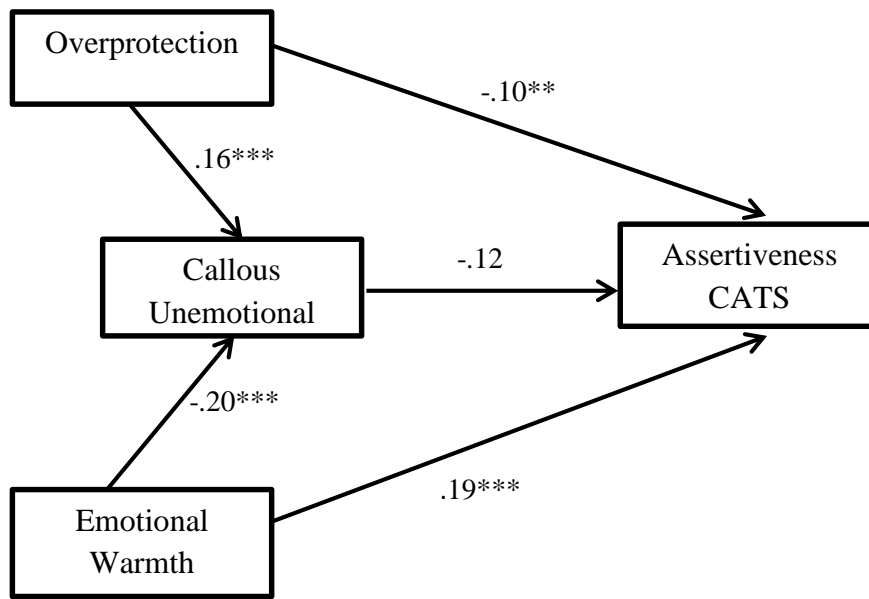 Overprotection
-.10**
.16***
Callous
Unemotional
-.12
Assertiveness
CATS
-.20***
.19***
Emotional
Warmth